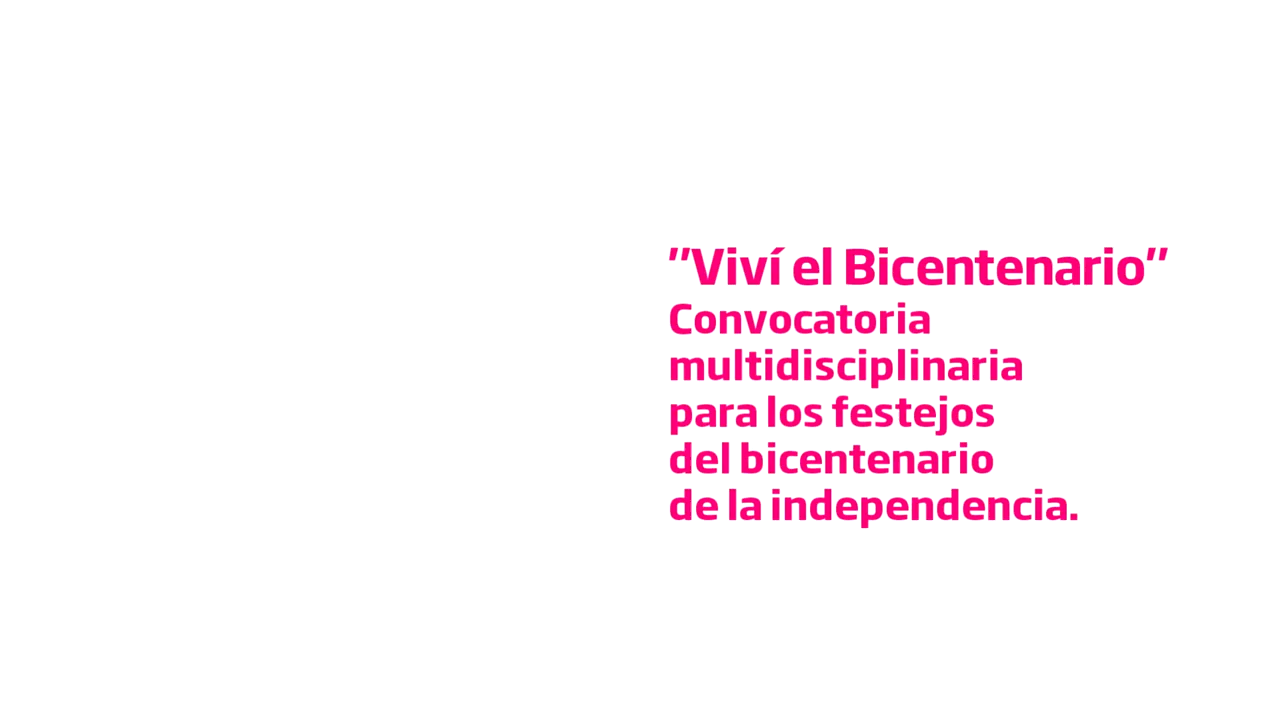 "Viví el Bicentenario"
Convocatoria
multidisciplinaria
para los festejos
del bicentenario
de la independencia.